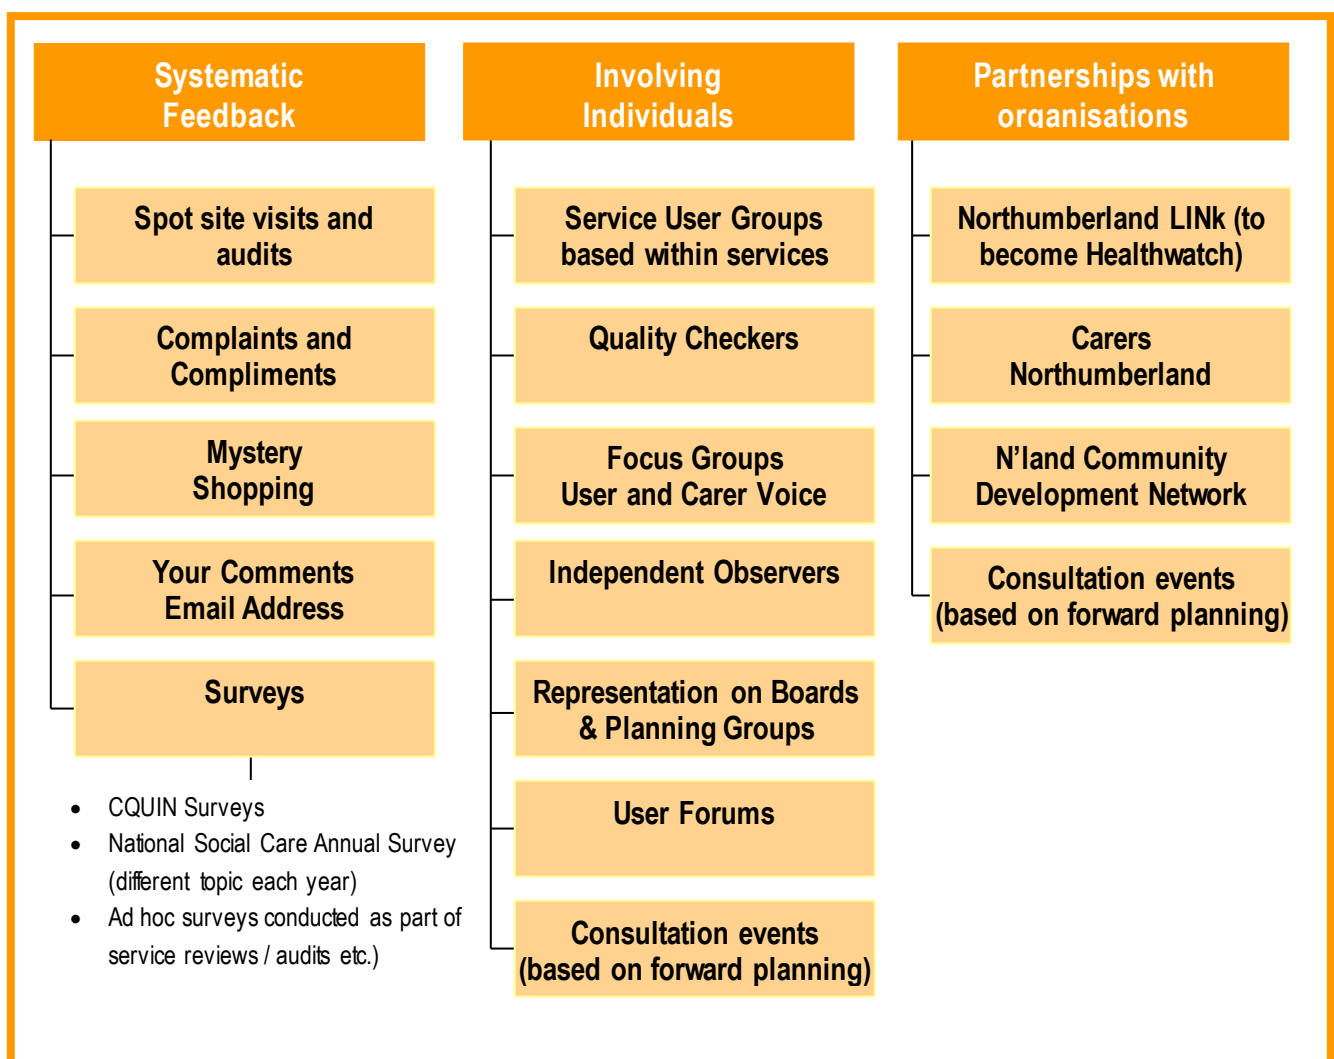 Systematic
Feedback
Spot site visits and
audits
Complaints and
Compliments
Mystery
Shopping
Your Comments
Email Address
Surveys
• CQUIN Surveys
• National Social Care Annual Survey
(different topic each year)
• Ad hoc surveys conducted as part of
service reviews / audits etc.)
Involving
Individuals
Service User Groups
based within services
Quality Checkers
Focus Groups
User and Carer Voice
Independent Observers
Representation on Boards
& Planning Groups
User Forums
Consultation events
(based on forward planning)
Partnerships with
organisations
Northumberland LINk (to
become Healthwatch)
Carers
Northumberland
N’land Community
Development Network
Consultation events
(based on forward planning)